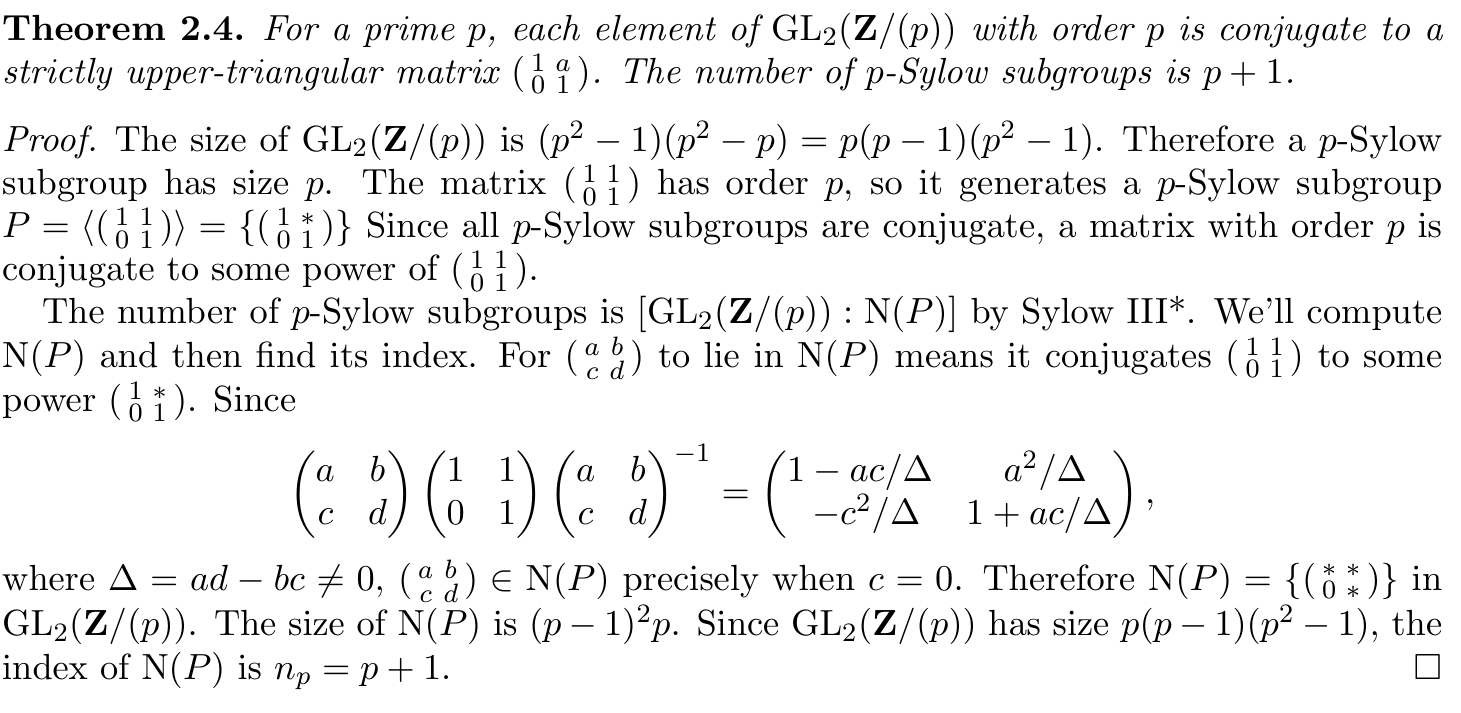 Theorem 2.4. For a prime p, each element of GL₂(Z/(p)) with order p is conjugate to a
strictly upper-triangular matrix (1 a; 0 1). The number of p-Sylow subgroups is p + 1.
Proof. The size of GL₂(Z/(p)) is (p² − 1)(p² − p) = p(p − 1)(p² − 1). Therefore a p-Sylow
subgroup has size p. The matrix (1 1; 0 1) has order p, so it generates a p-Sylow subgroup
P = ⟨(1 1; 0 1)⟩ = {(1 *; 0 1)} Since all p-Sylow subgroups are conjugate, a matrix with order p is
conjugate to some power of (1 1; 0 1).
The number of p-Sylow subgroups is [GL₂(Z/(p)) : N(P)] by Sylow III*. We'll compute
N(P) and then find its index. For (a b; c d) to lie in N(P) means it conjugates (1 1; 0 1) to some
power (1 *; 0 1). Since
(a b; c d) (1 1; 0 1) (a b; c d)⁻¹ = (1 − ac/Δ a²/Δ; −c²/Δ 1 + ac/Δ),
where Δ = ad − bc ≠ 0, (a b; c d) ∈ N(P) precisely when c = 0. Therefore N(P) = {(* *; 0 *)} in
GL₂(Z/(p)). The size of N(P) is (p − 1)²p. Since GL₂(Z/(p)) has size p(p − 1)(p² − 1), the
index of N(P) is nₚ = p + 1. □